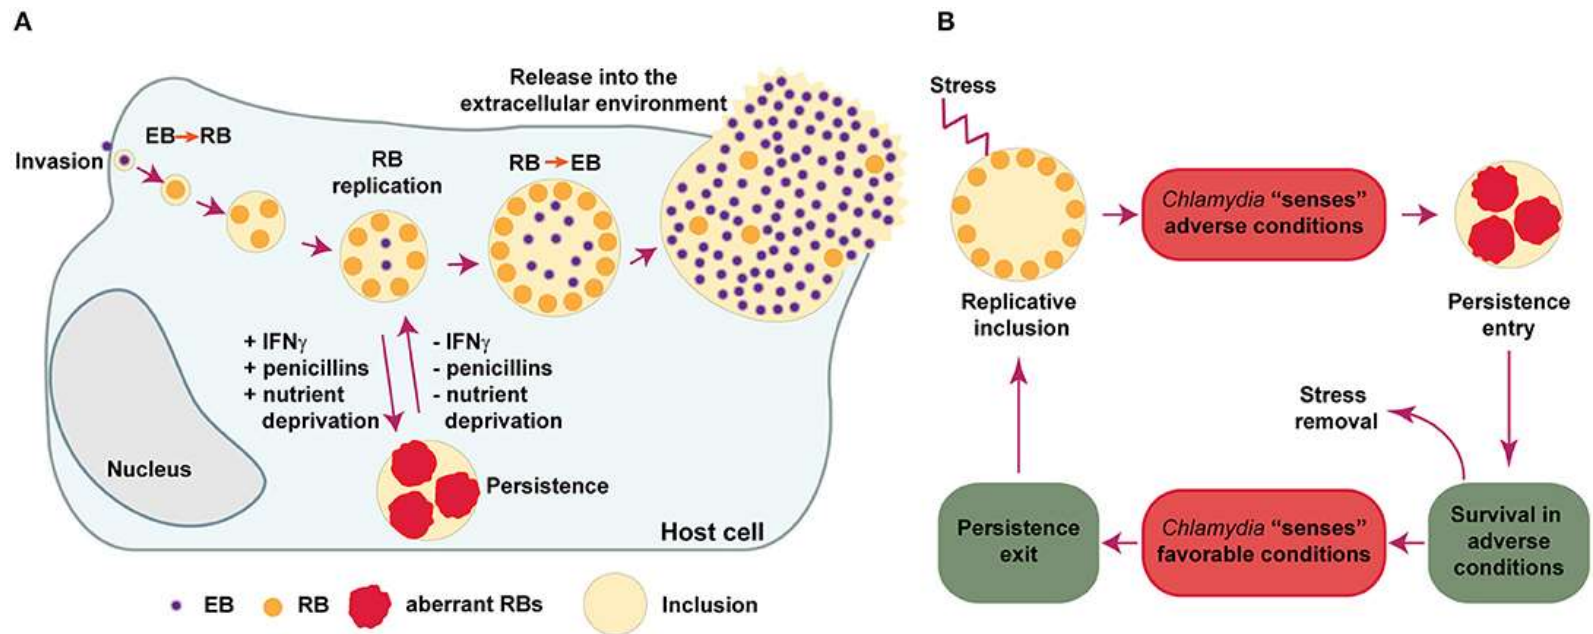 A
Release into the
extracellular environment
EB→RB
Invasion
RB
replication
RB→EB
+ IFNγ
+ penicillins
+ nutrient
deprivation
- IFNγ
- penicillins
- nutrient
deprivation
Nucleus
Persistence
Host cell
EB
RB
aberrant RBs
Inclusion
B
Stress
Chlamydia “senses”
adverse conditions
Replicative
inclusion
Persistence
entry
Stress
removal
Persistence
exit
Chlamydia “senses”
favorable conditions
Survival in
adverse
conditions